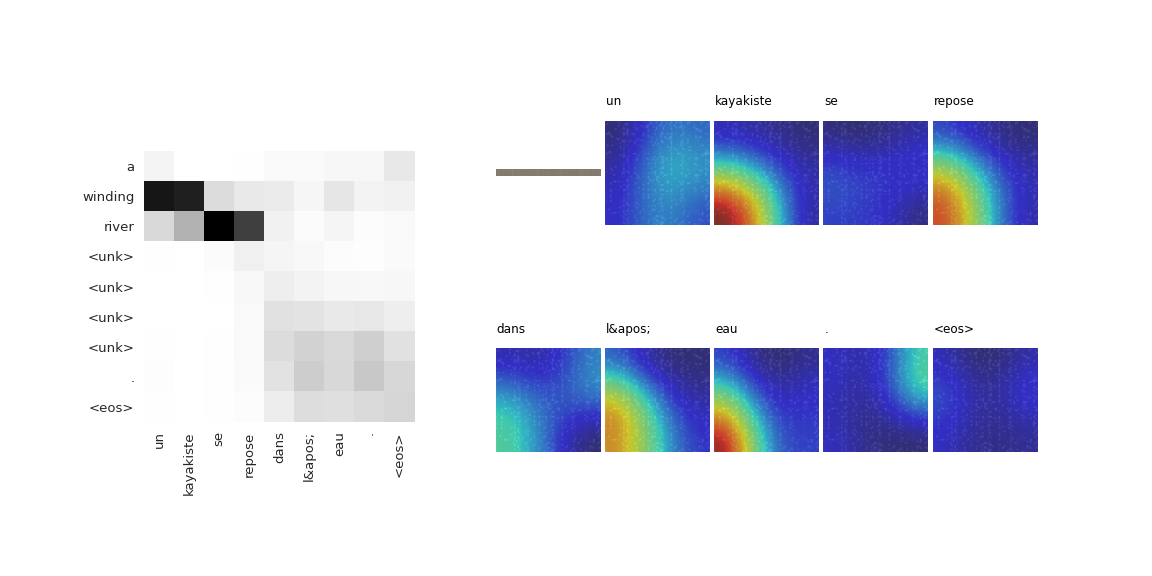 un kayakiste se repose
a
winding
river
<unk>
<unk>
<unk>
<unk>
.
<eos>
un kayakiste se repose dans l&apos; eau . <eos>
dans l&apos; eau . <eos>